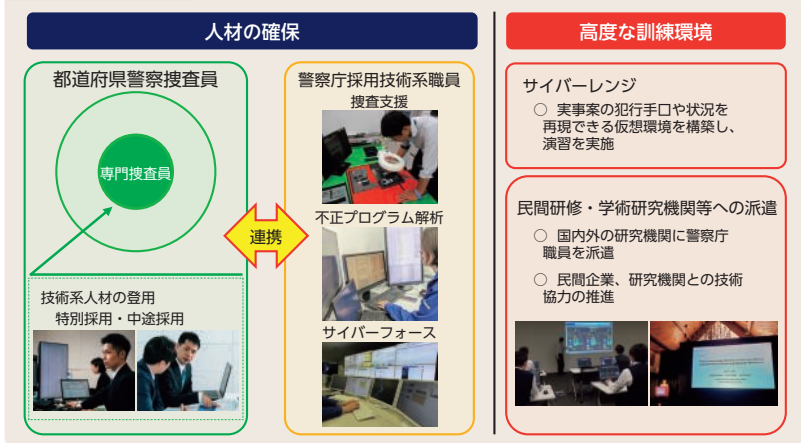 人材の確保
都道府県警察捜査員
専門捜査員
技術系人材の登用
特別採用・中途採用
連携
警察庁採用技術系職員
捜査支援
不正プログラム解析
サイバーフォース
高度な訓練環境
サイバーレンジ
○ 実事案の犯行手口や状況を
再現できる仮想環境を構築し、
演習を実施
民間研修・学術研究機関等への派遣
○ 国内外の研究機関に警察庁
職員を派遣
○ 民間企業、研究機関との技術
協力の推進